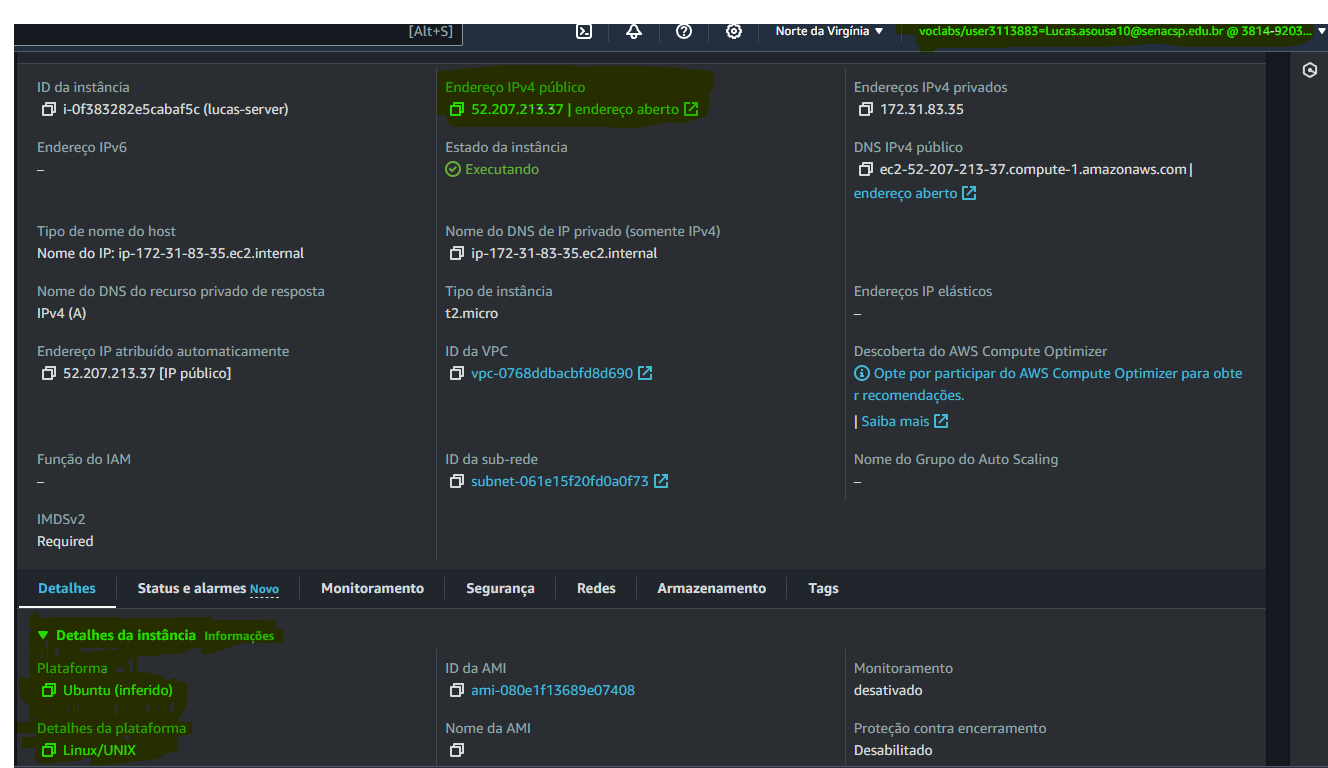 [Alt+S]
Norte da Virgínia ▼
voclabs/user3113883=Lucas.asousa10@senacsp.edu.br @ 3814-9203... ▼
ID da instância
i-0f383282e5cabaf5c (lucas-server)
Endereço IPv4 público
52.207.213.37 | endereço aberto
Endereços IPv4 privados
172.31.83.35
Endereço IPv6
–
Estado da instância
Executando
DNS IPv4 público
ec2-52-207-213-37.compute-1.amazonaws.com |
endereço aberto
Tipo de nome do host
Nome do IP: ip-172-31-83-35.ec2.internal
Nome do DNS de IP privado (somente IPv4)
ip-172-31-83-35.ec2.internal
Nome do DNS do recurso privado de resposta
IPv4 (A)
Tipo de instância
t2.micro
Endereços IP elásticos
–
Endereço IP atribuído automaticamente
52.207.213.37 [IP público]
ID da VPC
vpc-0768ddbacbfd8d690
Descoberta do AWS Compute Optimizer
Opte por participar do AWS Compute Optimizer para obte
r recomendações.
| Saiba mais
Função do IAM
–
ID da sub-rede
subnet-061e15f20fd0a0f73
Nome do Grupo do Auto Scaling
–
IMDSv2
Required
Detalhes
Status e alarmes Novo
Monitoramento
Segurança
Redes
Armazenamento
Tags
▼ Detalhes da instância Informações
Plataforma
Ubuntu (inferido)
ID da AMI
ami-080e1f13689e07408
Monitoramento
desativado
Detalhes da plataforma
Linux/UNIX
Nome da AMI
Proteção contra encerramento
Desabilitado